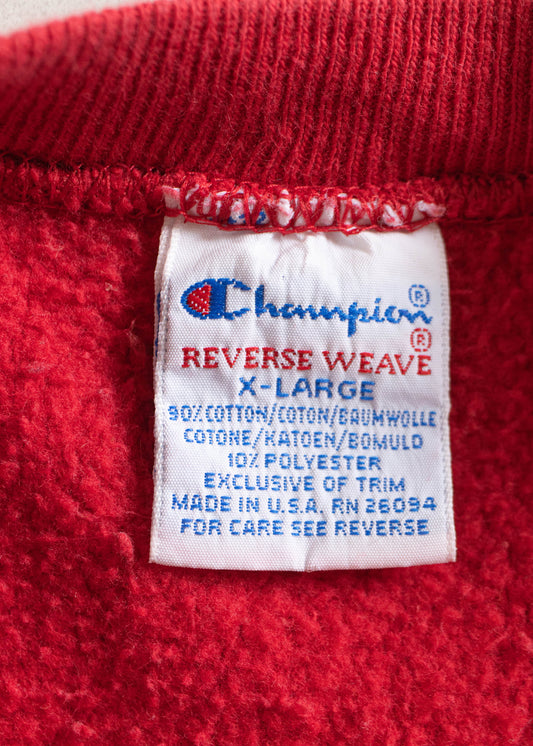 Champion®
REVERSE WEAVE®
X-LARGE
90% COTTON/COTON/BAUMWOLLE
COTONE/KATOEN/BOMULD
10% POLYESTER
EXCLUSIVE OF TRIM
MADE IN U.S.A. RN 26094
FOR CARE SEE REVERSE